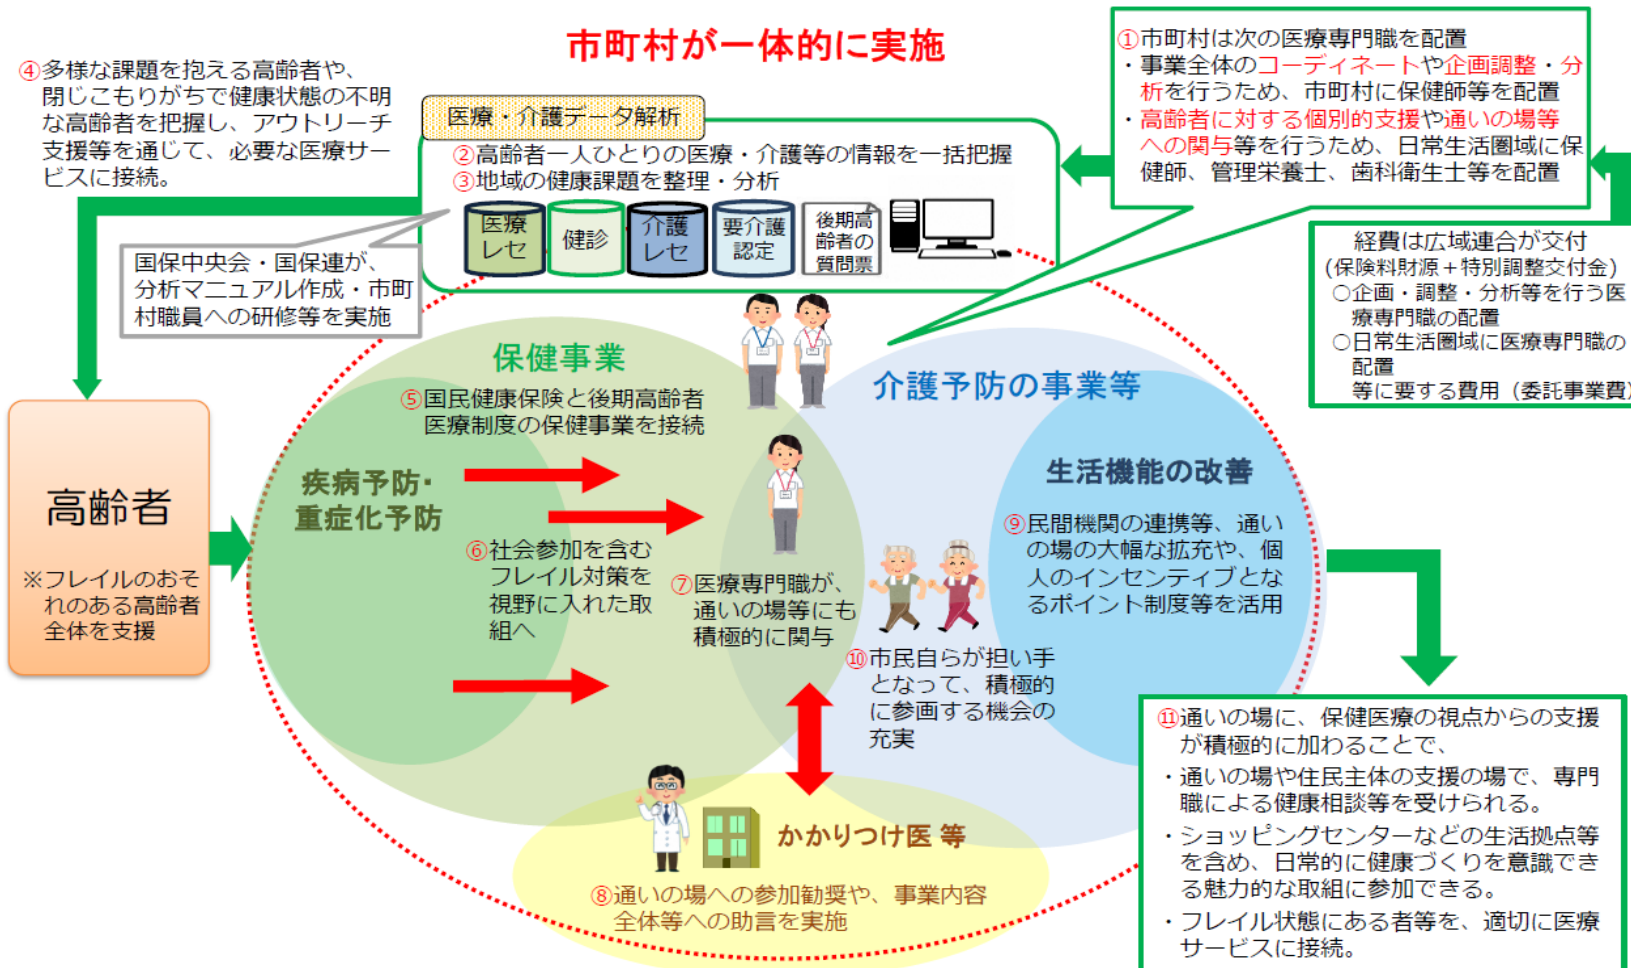 市町村が一体的に実施
①市町村は次の医療専門職を配置
・事業全体のコーディネートや企画調整・分
析を行うため、市町村に保健師等を配置
・高齢者に対する個別的支援や通いの場等
への関与等を行うため、日常生活圏域に保
健師、管理栄養士、歯科衛生士等を配置
④多様な課題を抱える高齢者や、
閉じこもりがちで健康状態の不明
な高齢者を把握し、アウトリーチ
支援等を通じて、必要な医療サー
ビスに接続。
医療・介護データ解析
②高齢者一人ひとりの医療・介護等の情報を一括把握
③地域の健康課題を整理・分析
医療
レセ
健診
介護
レセ
要介護
認定
後期高
齢者の
質問票
国保中央会・国保連が、
分析マニュアル作成・市町
村職員への研修等を実施
経費は広域連合が交付
(保険料財源＋特別調整交付金)
○企画・調整・分析等を行う医
療専門職の配置
○日常生活圏域に医療専門職の
配置
等に要する費用（委託事業費）
保健事業
⑤国民健康保険と後期高齢者
医療制度の保健事業を接続
介護予防の事業等
高齢者
※フレイルのおそ
れのある高齢者
全体を支援
疾病予防・
重症化予防
⑥社会参加を含む
フレイル対策を
視野に入れた取
組へ
⑦医療専門職が、
通いの場等にも
積極的に関与
生活機能の改善
⑨民間機関の連携等、通い
の場の大幅な拡充や、個
人のインセンティブとな
るポイント制度等を活用
⑩市民自らが担い手
となって、積極的
に参画する機会の
充実
かかりつけ医 等
⑧通いの場への参加勧奨や、事業内容
全体等への助言を実施
⑪通いの場に、保健医療の視点からの支援
が積極的に加わることで、
・通いの場や住民主体の支援の場で、専門
職による健康相談等を受けられる。
・ショッピングセンターなどの生活拠点等
を含め、日常的に健康づくりを意識でき
る魅力的な取組に参加できる。
・フレイル状態にある者等を、適切に医療
サービスに接続。